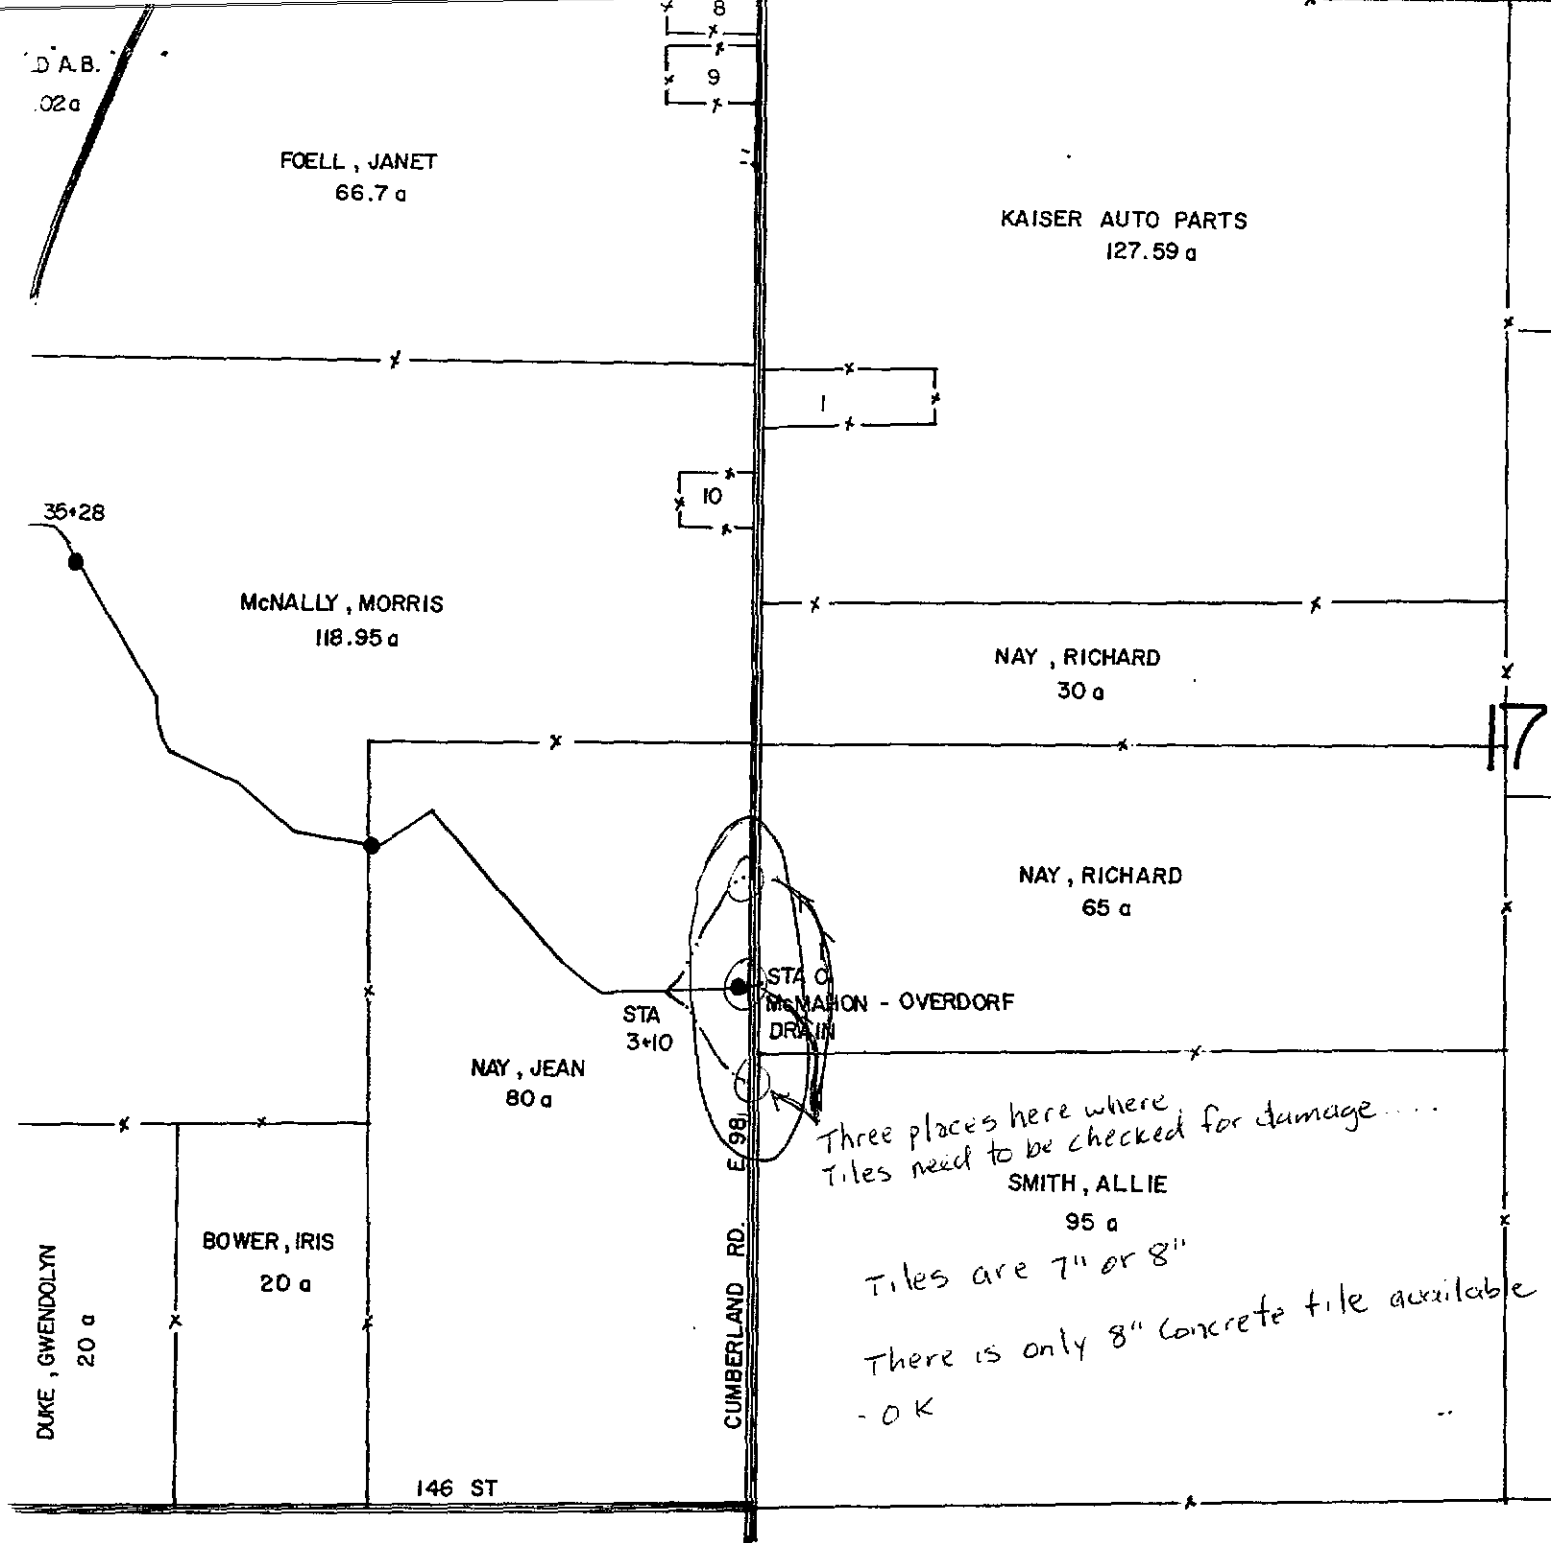 8
9
D A.B.
.02 a
FOELL, JANET
66.7 a
KAISER AUTO PARTS
127.59 a
1
10
35+28
McNALLY, MORRIS
118.95 a
NAY, RICHARD
30 a
17
NAY, RICHARD
65 a
STA 0
McMAHON - OVERDORF
DRAIN
STA
3+10
NAY, JEAN
80 a
Three places here where
Tiles need to be checked for damage....
SMITH, ALLIE
95 a
Tiles are 7" or 8"
There is only 8" concrete tile available
- OK
BOWER, IRIS
20 a
DUKE, GWENDOLYN
20 a
CUMBERLAND RD. E. 98
146 ST